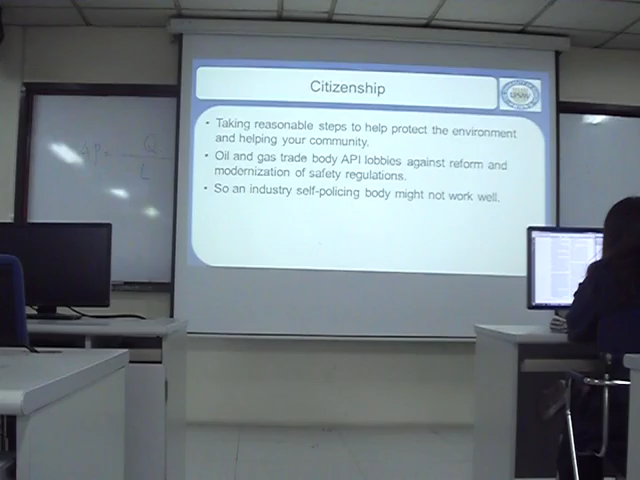 Citizenship
• Taking reasonable steps to help protect the environment
and helping your community.
• Oil and gas trade body API lobbies against reform and
modernization of safety regulations.
• So an industry self-policing body might not work well.